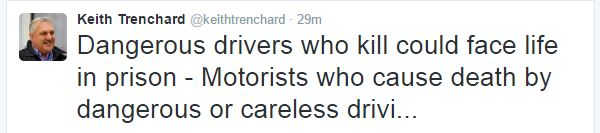 Keith Trenchard @keithtrenchard · 29m
Dangerous drivers who kill could face life
in prison - Motorists who cause death by
dangerous or careless drivi...